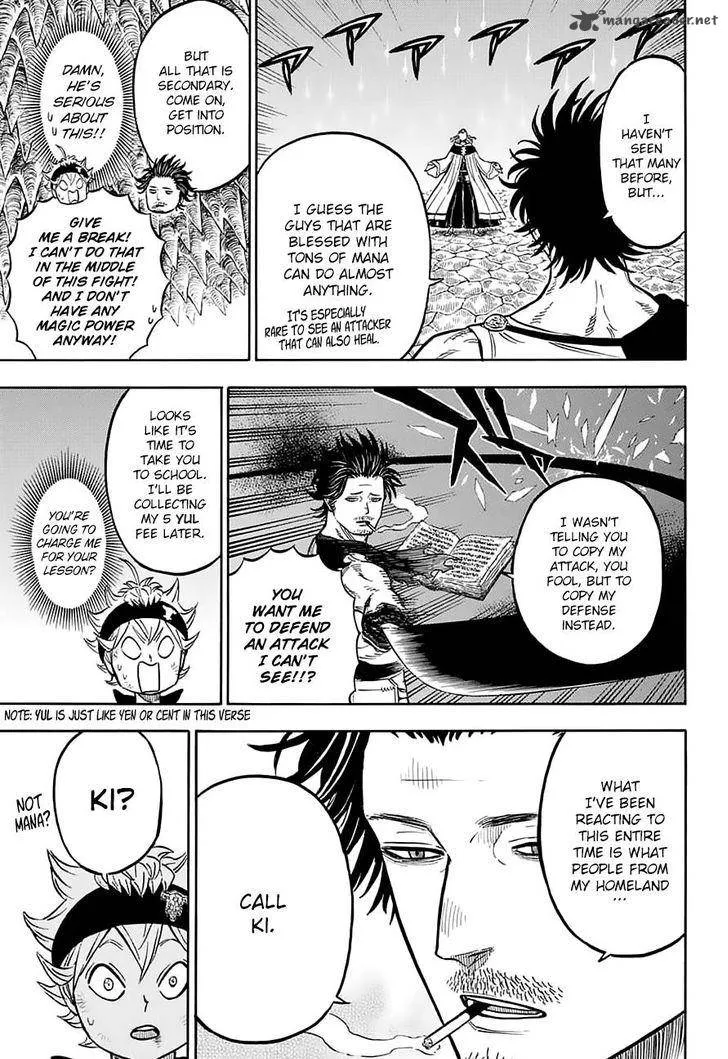 mangareader.net
I
HAVEN'T
SEEN
THAT MANY
BEFORE,
BUT...
I GUESS THE
GUYS THAT ARE
BLESSED WITH
TONS OF MANA
CAN DO ALMOST
ANYTHING.
IT'S ESPECIALLY
RARE TO SEE AN ATTACKER
THAT CAN ALSO HEAL.
BUT
ALL THAT IS
SECONDARY.
COME ON,
GET INTO
POSITION.
DAMN,
HE'S
SERIOUS
ABOUT
THIS!!
GIVE
ME A BREAK!
I CAN'T DO THAT
IN THE MIDDLE
OF THIS FIGHT!
AND I DON'T
HAVE ANY
MAGIC POWER
ANYWAY!
I WASN'T
TELLING YOU
TO COPY MY
ATTACK, YOU
FOOL, BUT TO
COPY MY
DEFENSE
INSTEAD.
YOU
WANT ME
TO DEFEND
AN ATTACK
I CAN'T
SEE!!?
LOOKS
LIKE IT'S
TIME TO
TAKE YOU
TO SCHOOL.
I'LL BE
COLLECTING
MY 5 YUL
FEE LATER.
YOU'RE
GOING TO
CHARGE ME
FOR YOUR
LESSON?
NOTE: YUL IS JUST LIKE YEN OR CENT IN THIS VERSE
WHAT
I'VE BEEN
REACTING TO
THIS ENTIRE
TIME IS WHAT
PEOPLE FROM
MY HOMELAND
...
CALL
KI.
KI?
NOT
MANA?